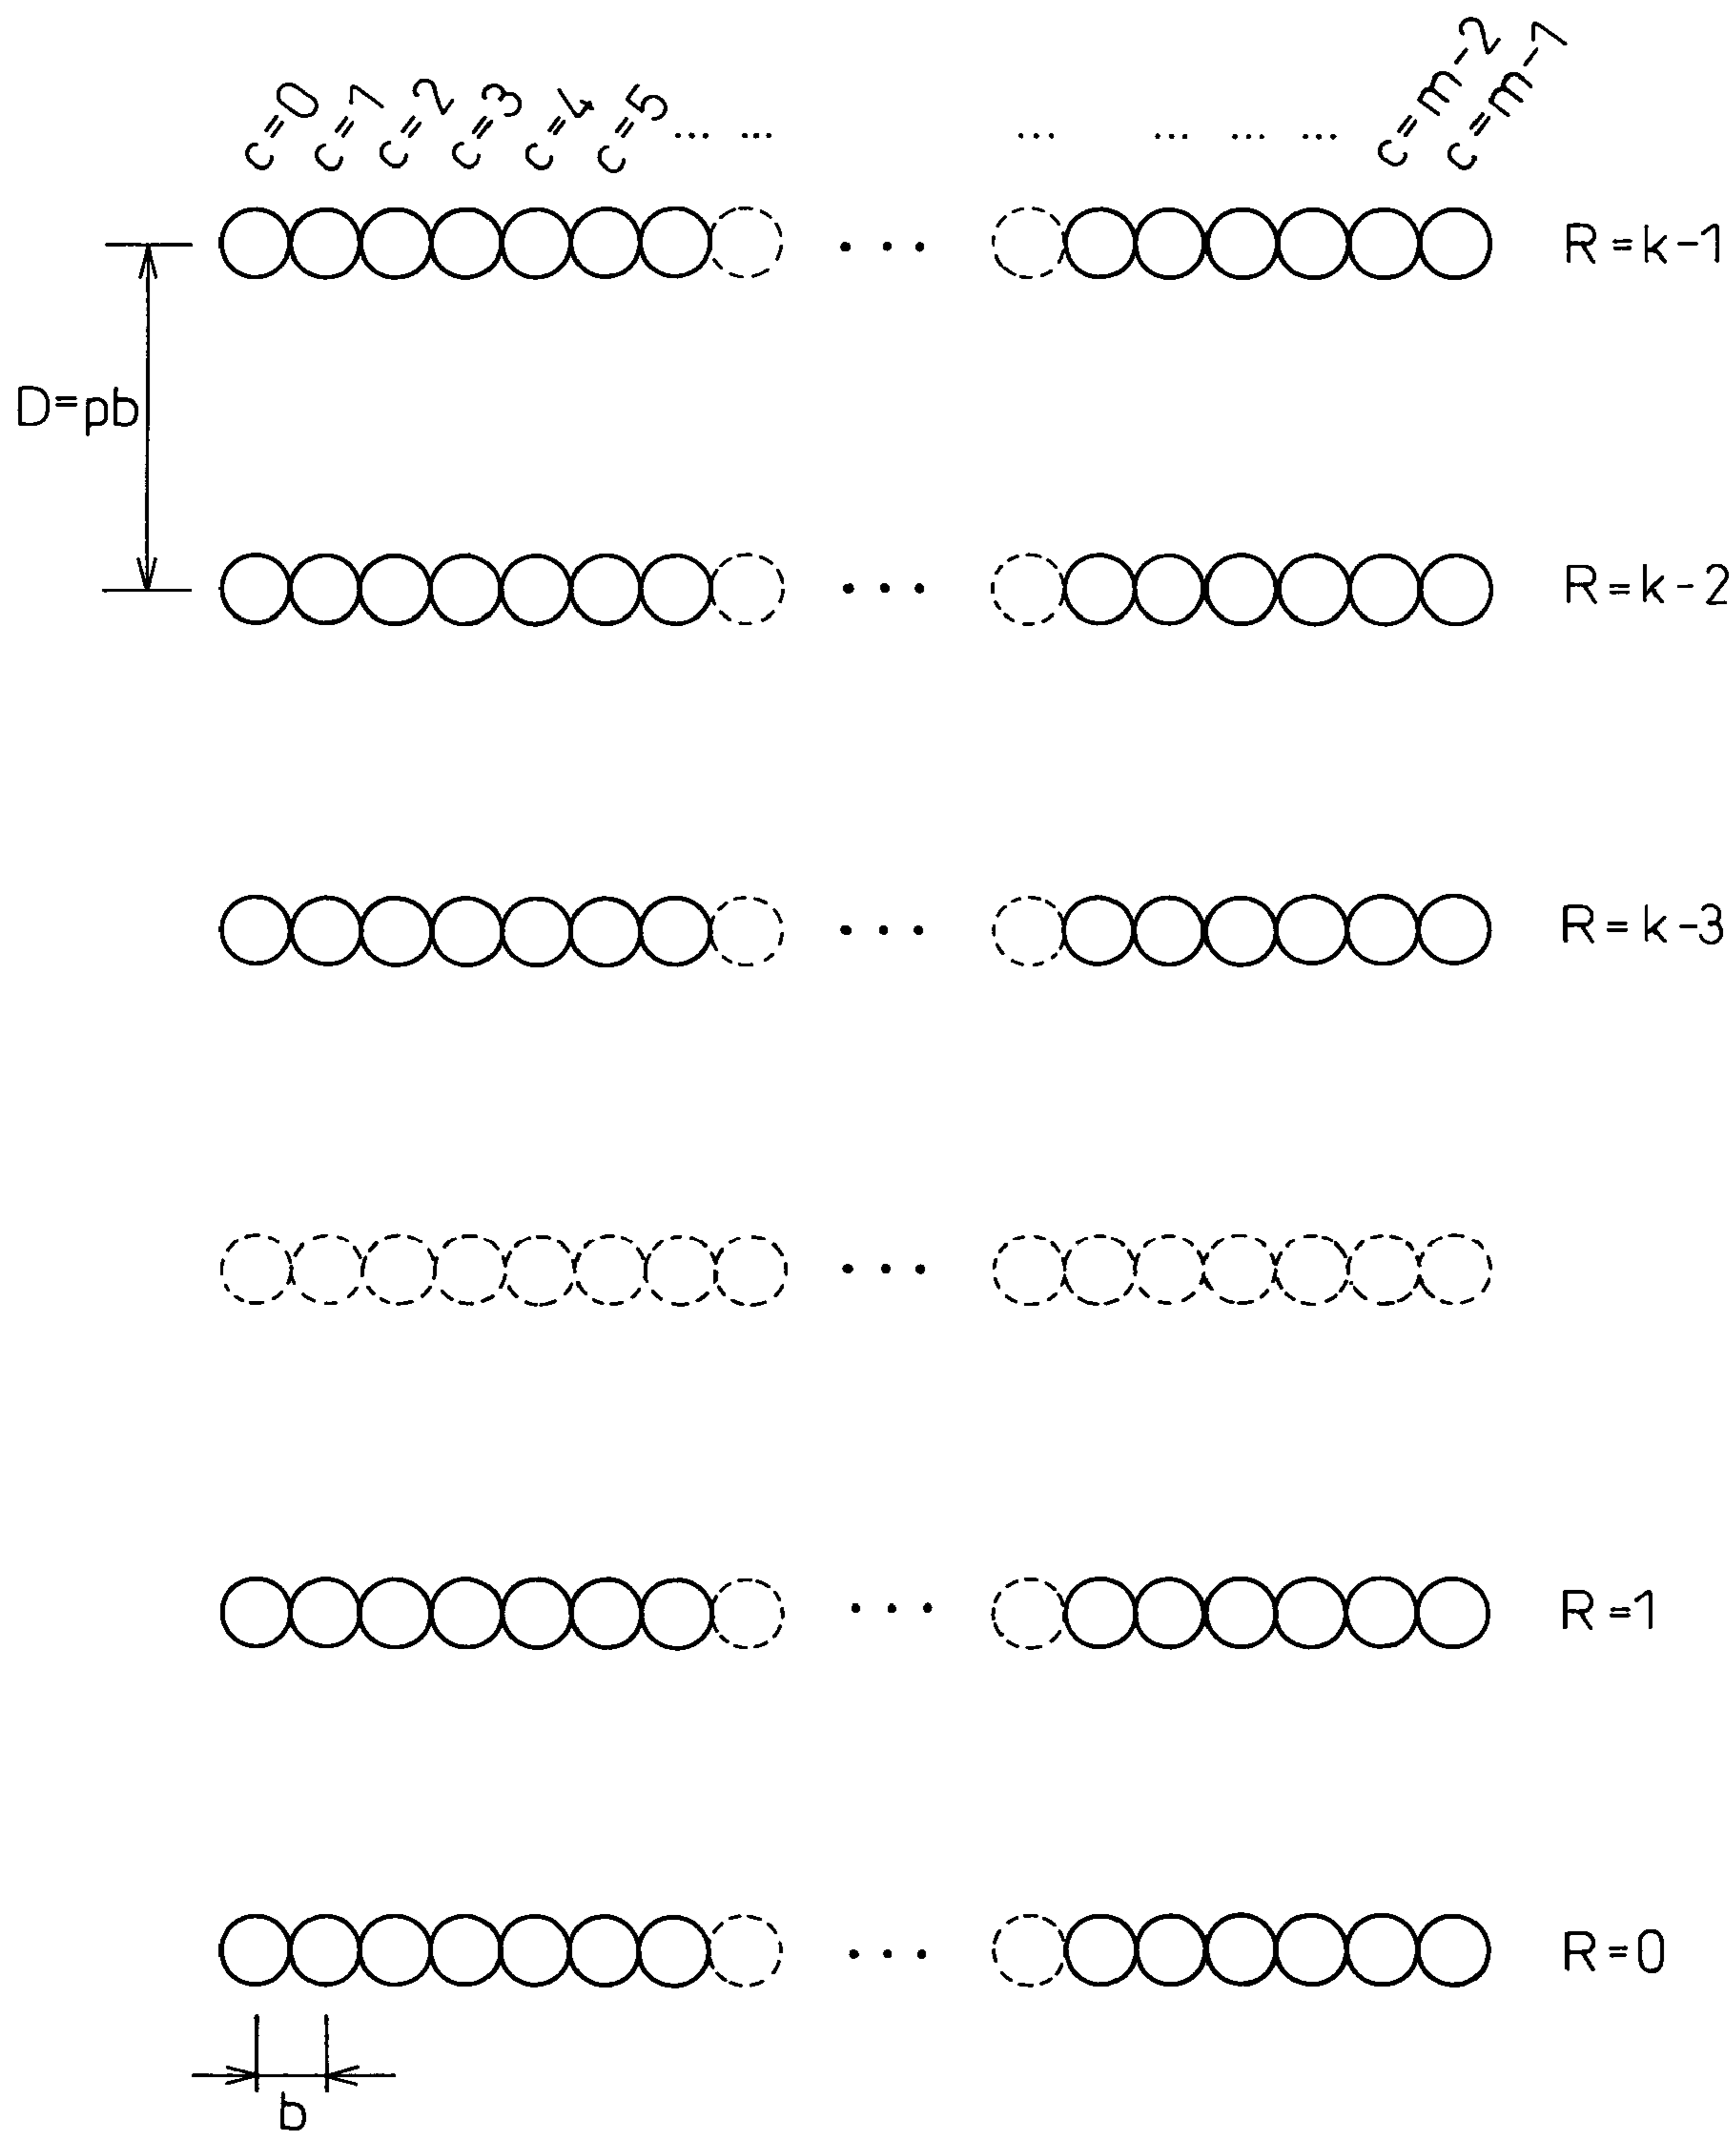 c=0 c=1 c=2 c=3 c=4 c=5 ... ... ... ... ... ... c=m-2 c=m-1
... R=k-1
D=pb
... R=k-2
... R=k-3
...
... R=1
... R=0
b